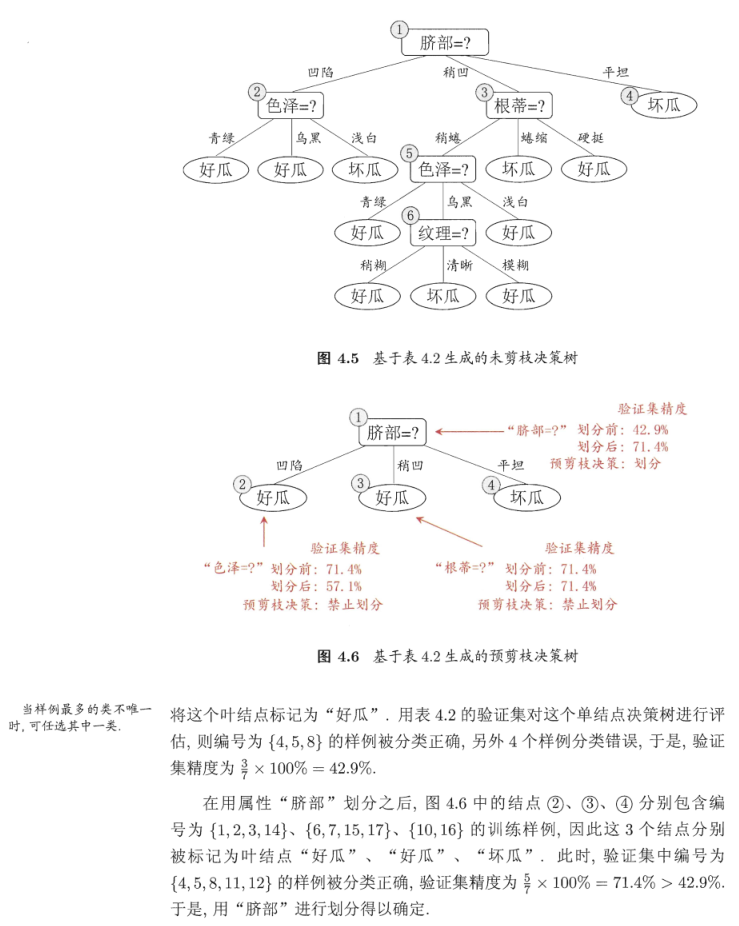 ①
脐部=?
凹陷 稍凹 平坦
② 色泽=? ③ 根蒂=? ④ 坏瓜
青绿 乌黑 浅白 稍蜷 蜷缩 硬挺
好瓜 好瓜 坏瓜 ⑤ 色泽=? 坏瓜 好瓜
青绿 乌黑 浅白
好瓜 ⑥ 纹理=? 好瓜
稍糊 清晰 模糊
好瓜 坏瓜 好瓜
图 4.5 基于表 4.2 生成的未剪枝决策树
验证集精度
① 脐部=? “脐部=?” 划分前: 42.9%
划分后: 71.4%
预剪枝决策: 划分
凹陷 稍凹 平坦
② 好瓜 ③ 好瓜 ④ 坏瓜
验证集精度 验证集精度
“色泽=?” 划分前: 71.4% “根蒂=?” 划分前: 71.4%
划分后: 57.1% 划分后: 71.4%
预剪枝决策: 禁止划分 预剪枝决策: 禁止划分
图 4.6 基于表 4.2 生成的预剪枝决策树
当样例最多的类不唯一
时, 可任选其中一类.
将这个叶结点标记为“好瓜”. 用表 4.2 的验证集对这个单结点决策树进行评
估, 则编号为 {4,5,8} 的样例被分类正确, 另外 4 个样例分类错误, 于是, 验证
集精度为 3/7 × 100% = 42.9%.
在用属性“脐部”划分之后, 图 4.6 中的结点 ②、③、④ 分别包含编
号为 {1,2,3,14}、{6,7,15,17}、{10,16} 的训练样例, 因此这 3 个结点分别
被标记为叶结点“好瓜”、“好瓜”、“坏瓜”. 此时, 验证集中编号为
{4,5,8,11,12} 的样例被分类正确, 验证集精度为 5/7 × 100% = 71.4% > 42.9%.
于是, 用“脐部”进行划分得以确定.